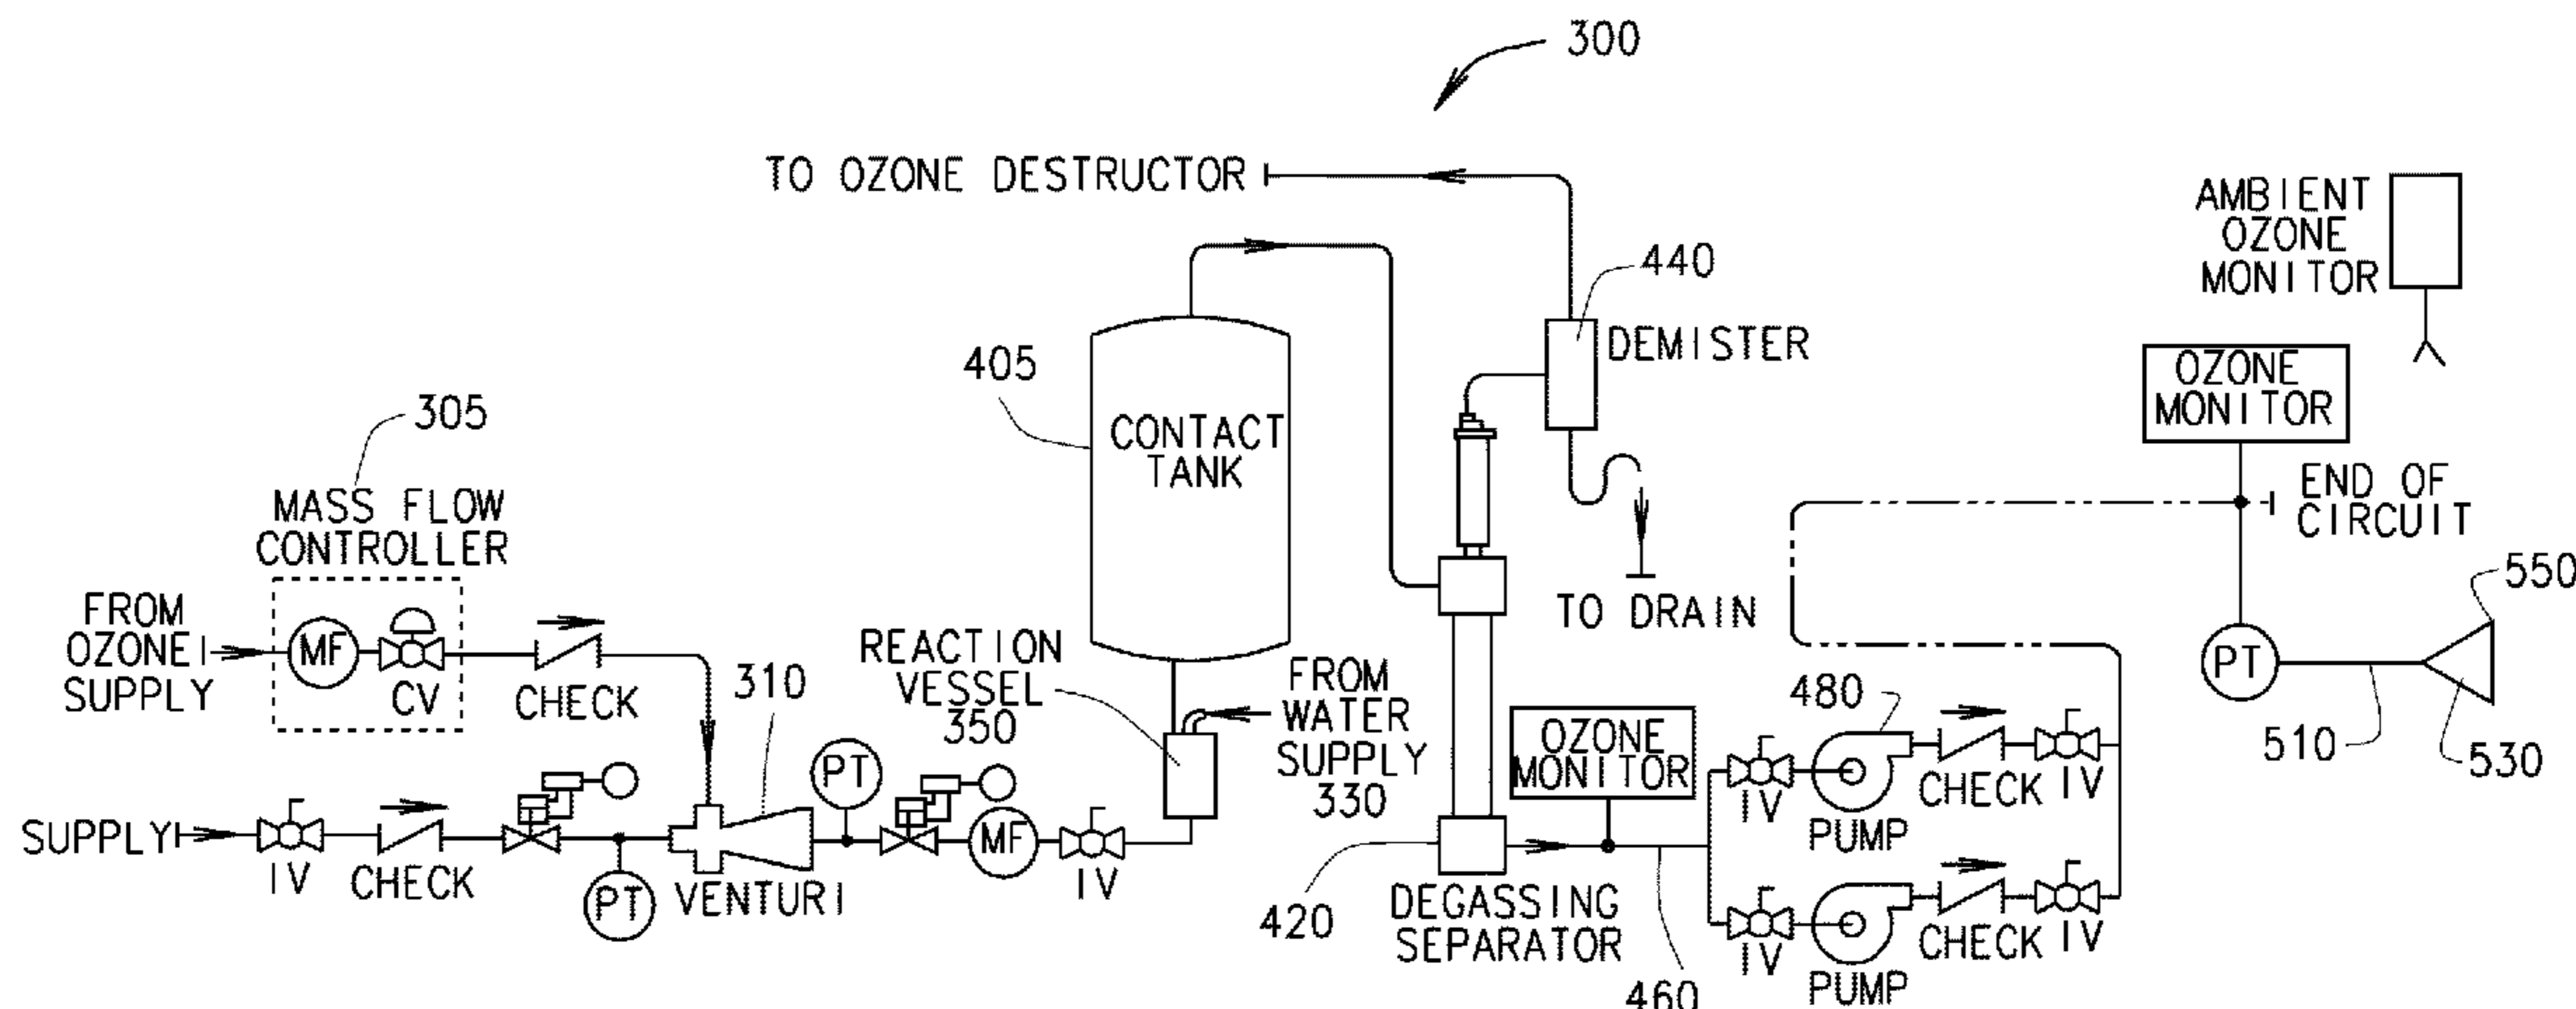 300
TO OZONE DESTRUCTOR
AMBIENT
OZONE
MONITOR
440
DEMISTER
405
CONTACT
TANK
OZONE
MONITOR
END OF
CIRCUIT
305
MASS FLOW
CONTROLLER
FROM
OZONE
SUPPLY
MF
CV
CHECK
310
REACTION
VESSEL
350
FROM
WATER
SUPPLY
330
TO DRAIN
550
PT
510
530
480
OZONE
MONITOR
IV
PUMP
CHECK
IV
SUPPLY
IV
CHECK
PT
VENTURI
PT
MF
IV
420
DEGASSING
SEPARATOR
460
IV
PUMP
CHECK
IV